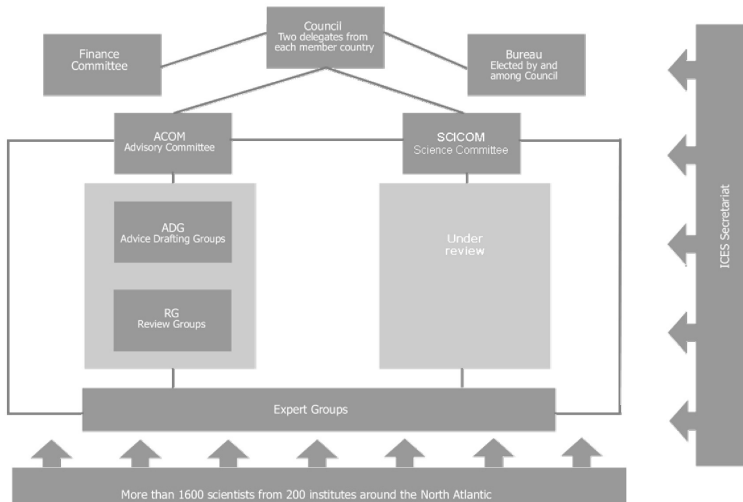 Council
Two delegates from
each member country
Finance
Committee
Bureau
Elected by and
among Council
ACOM
Advisory Committee
SCICOM
Science Committee
ADG
Advice Drafting Groups
Under
review
RG
Review Groups
Expert Groups
More than 1600 scientists from 200 institutes around the North Atlantic
ICES Secretariat